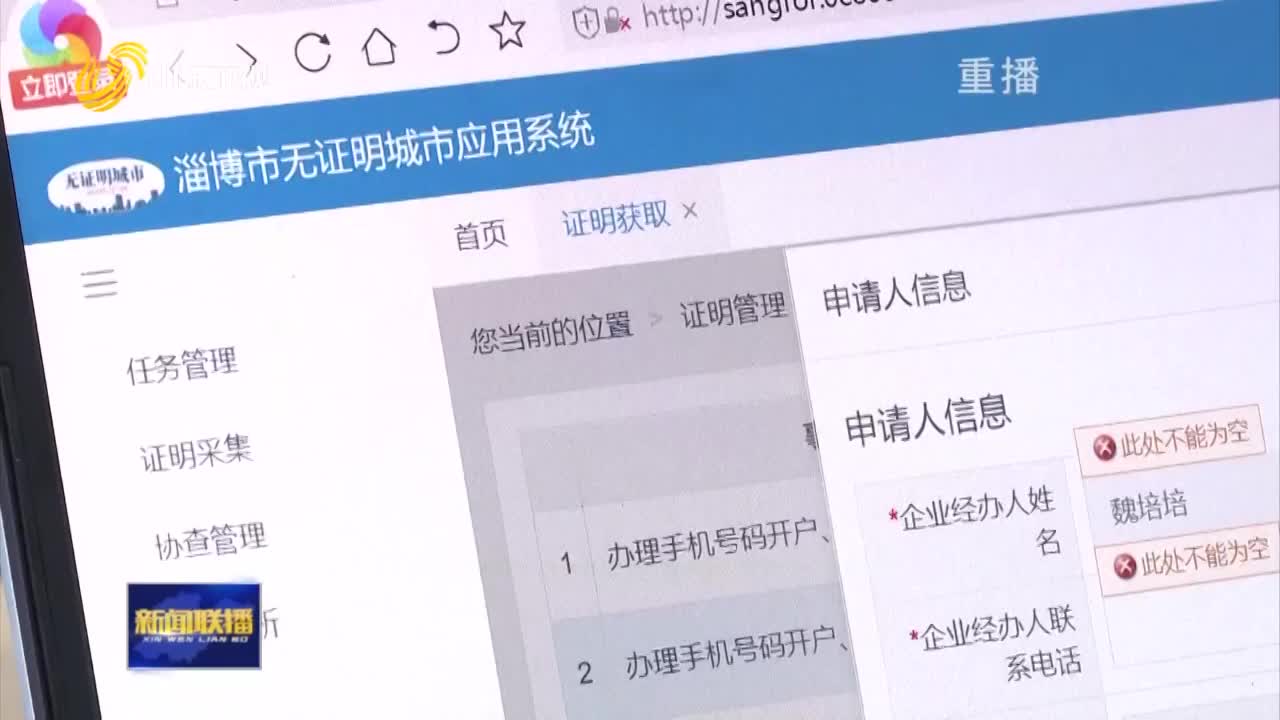 http://sangfor.
立即
重播
无证明城市
淄博市无证明城市应用系统
首页
证明获取 ×
您当前的位置 > 证明管理
申请人信息
任务管理
证明采集
协查管理
申请人信息
此处不能为空
*企业经办人姓名
魏培培
此处不能为空
*企业经办人联系电话
1 办理手机号码开户、
2 办理手机号码开户、
新闻联播
XIN WEN LIAN BO
析